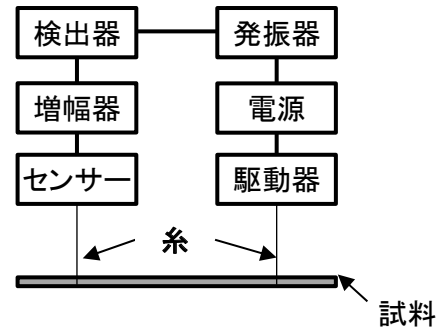 検出器 発振器
増幅器 電源
センサー 駆動器
糸
試料